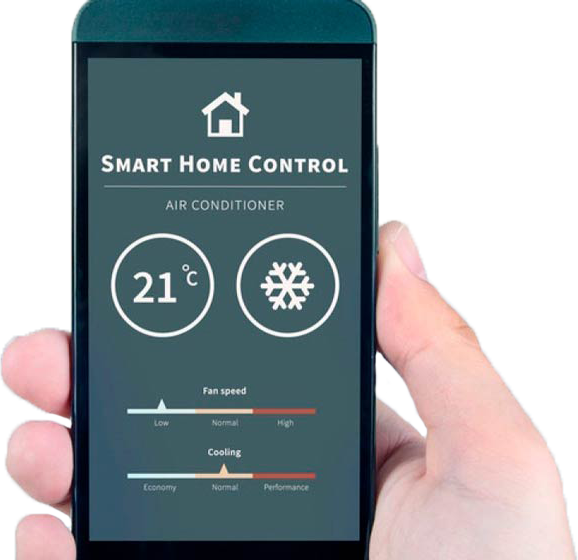 Smart Home Control
AIR CONDITIONER
21°C
Fan speed
Low Normal High
Cooling
Economy Normal Performance